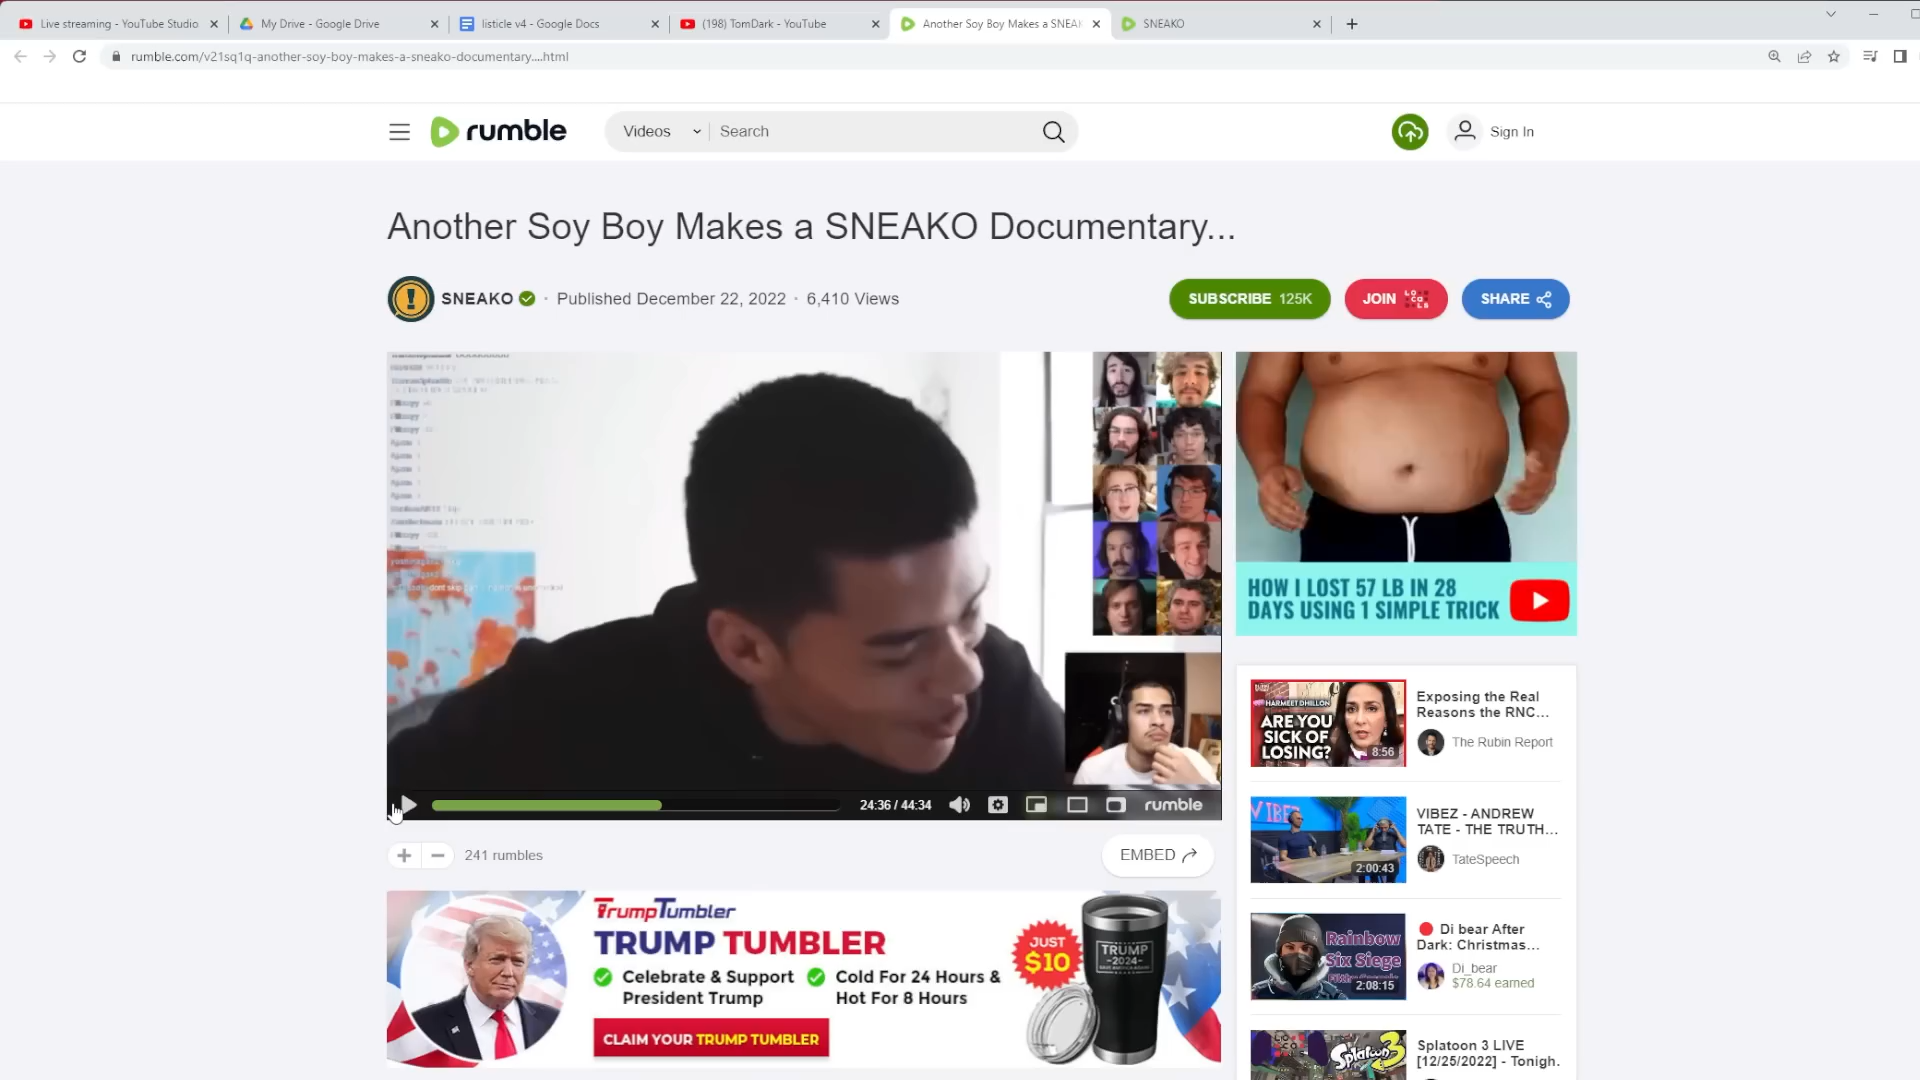 Live streaming - YouTube Studio
My Drive - Google Drive
listicle v4 - Google Docs
(198) TomDark - YouTube
Another Soy Boy Makes a SNEAK
SNEAKO
rumble.com/v21sq1q-another-soy-boy-makes-a-sneako-documentary....html
rumble
Videos
Search
Sign In
Another Soy Boy Makes a SNEAKO Documentary...
SNEAKO
Published December 22, 2022 · 6,410 Views
SUBSCRIBE 125K
JOIN
LOCALS
SHARE
HOW I LOST 57 LB IN 28
DAYS USING 1 SIMPLE TRICK
HARMEET DHILLON
ARE YOU
SICK OF
LOSING?
8:56
Exposing the Real
Reasons the RNC...
The Rubin Report
24:36 / 44:34
rumble
VIBEZ - ANDREW
TATE - THE TRUTH...
TateSpeech
2:00:43
241 rumbles
EMBED
TrumpTumbler
TRUMP TUMBLER
Celebrate & Support
President Trump
Cold For 24 Hours &
Hot For 8 Hours
CLAIM YOUR TRUMP TUMBLER
JUST
$10
TRUMP
-2024-
Rainbow
Six Siege
2:08:15
Di bear After
Dark: Christmas...
Di_bear
$78.64 earned
Splatoon 3
Splatoon 3 LIVE
[12/25/2022] - Tonigh.